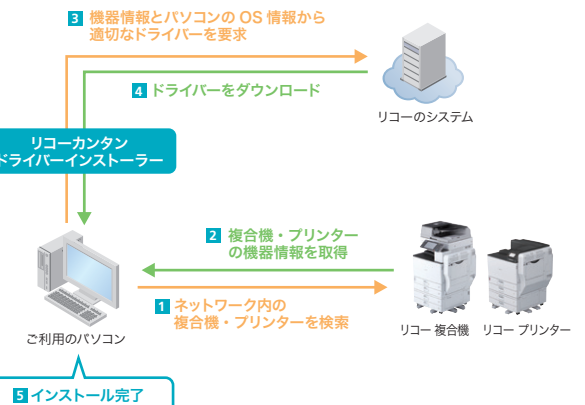 3 機器情報とパソコンの OS 情報から
適切なドライバーを要求
4 ドライバーをダウンロード
リコーのシステム
リコーカンタン
ドライバーインストーラー
2 複合機・プリンター
の機器情報を取得
1 ネットワーク内の
複合機・プリンターを検索
ご利用のパソコン
リコー 複合機 リコー プリンター
5 インストール完了